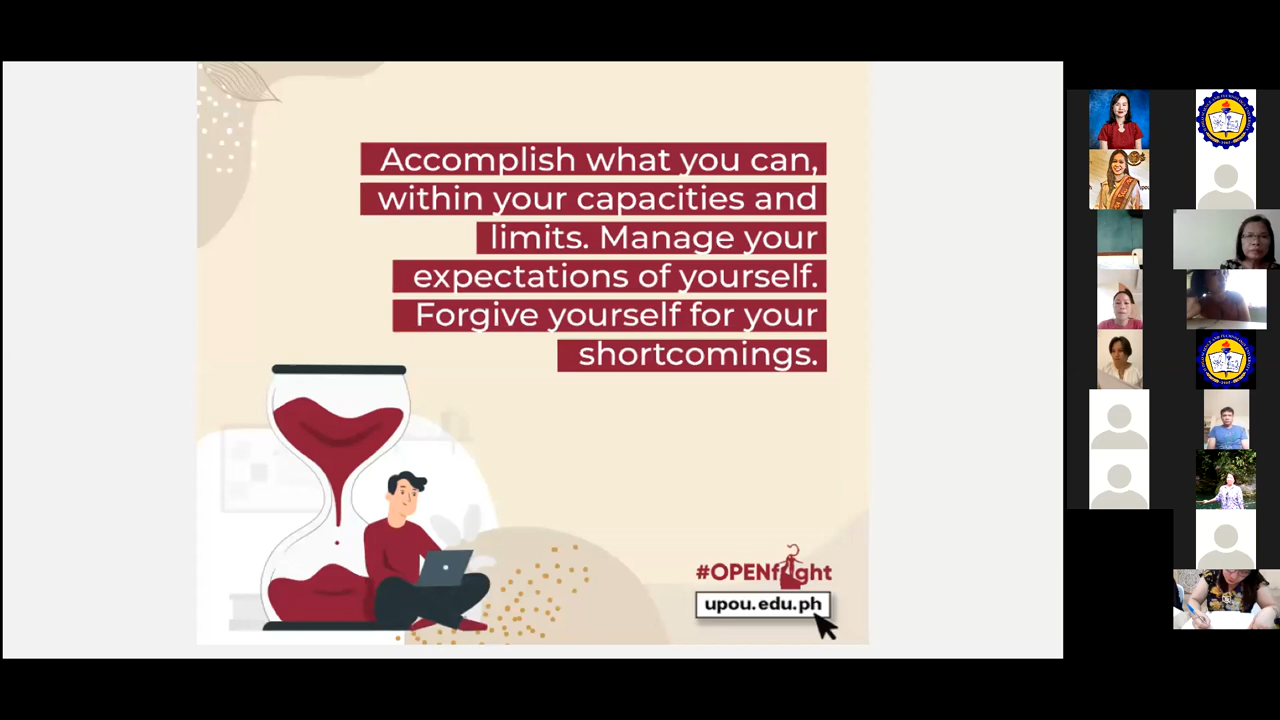 Accomplish what you can,
within your capacities and
limits. Manage your
expectations of yourself.
Forgive yourself for your
shortcomings.
#OPENfight
upou.edu.ph